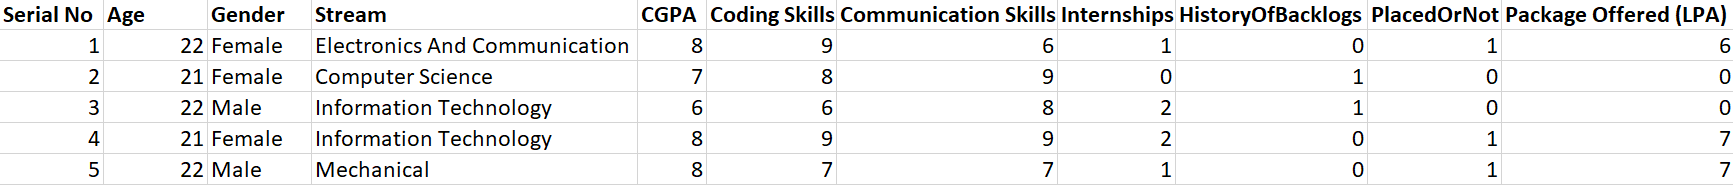 Serial No Age Gender Stream CGPA Coding Skills Communication Skills Internships HistoryOfBacklogs PlacedOrNot Package Offered (LPA)
1 22 Female Electronics And Communication 8 9 6 1 0 1 6
2 21 Female Computer Science 7 8 9 0 1 0 0
3 22 Male Information Technology 6 6 8 2 1 0 0
4 21 Female Information Technology 8 9 9 2 0 1 7
5 22 Male Mechanical 8 7 7 1 0 1 7